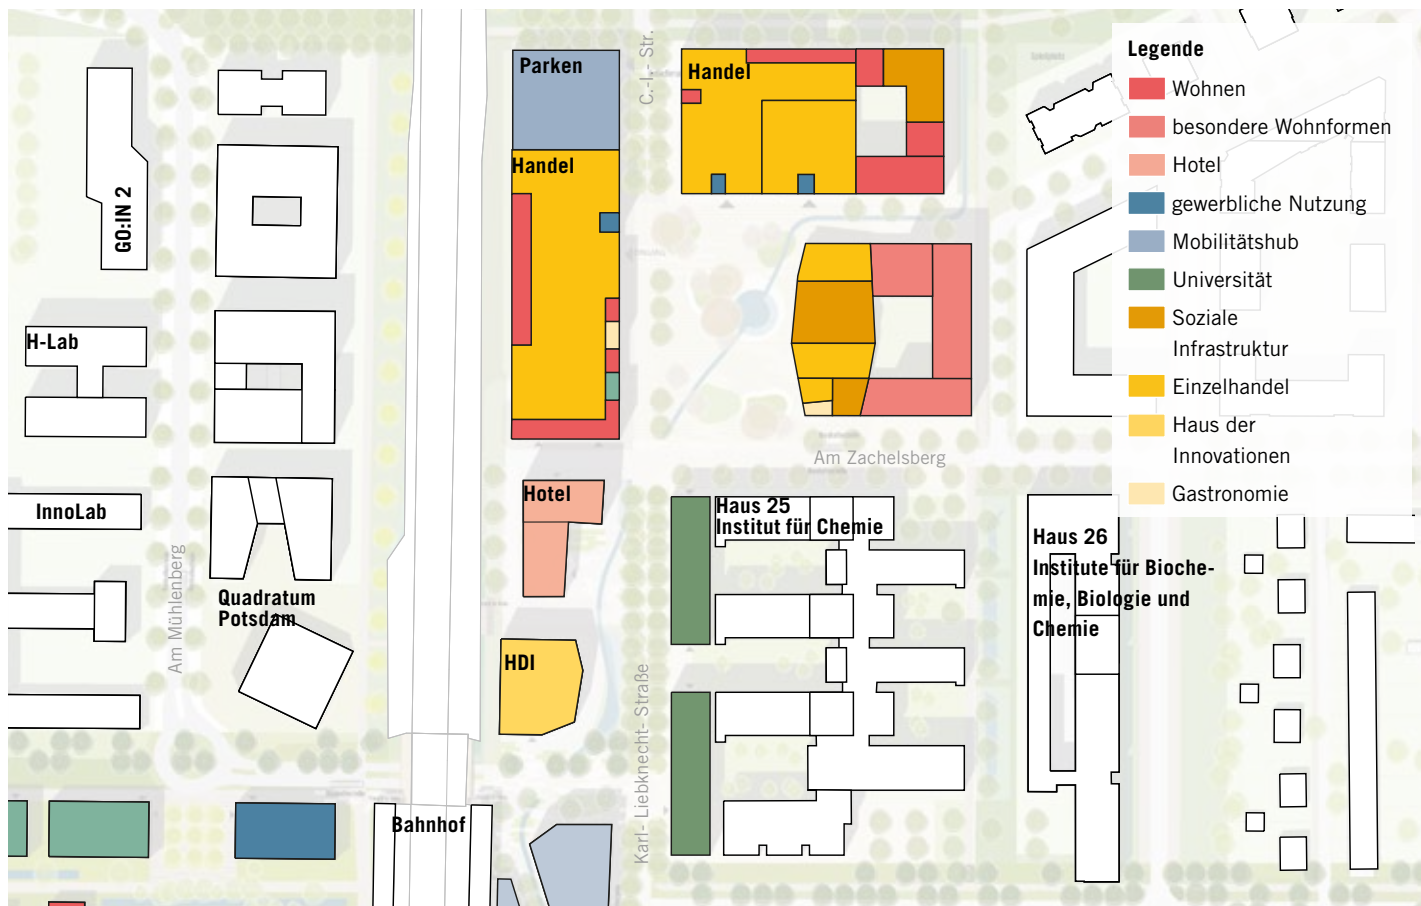 Parken
C.-L.- Str.
Handel
Handel
GO:IN 2
H-Lab
InnoLab
Am Mühlenberg
Quadratum
Potsdam
Hotel
HDI
Bahnhof
Karl- Liebknecht- Straße
Am Zachelsberg
Haus 25
Institut für Chemie
Haus 26
Institute für Bioche-
mie, Biologie und
Chemie
Legende
Wohnen
besondere Wohnformen
Hotel
gewerbliche Nutzung
Mobilitätshub
Universität
Soziale
Infrastruktur
Einzelhandel
Haus der
Innovationen
Gastronomie